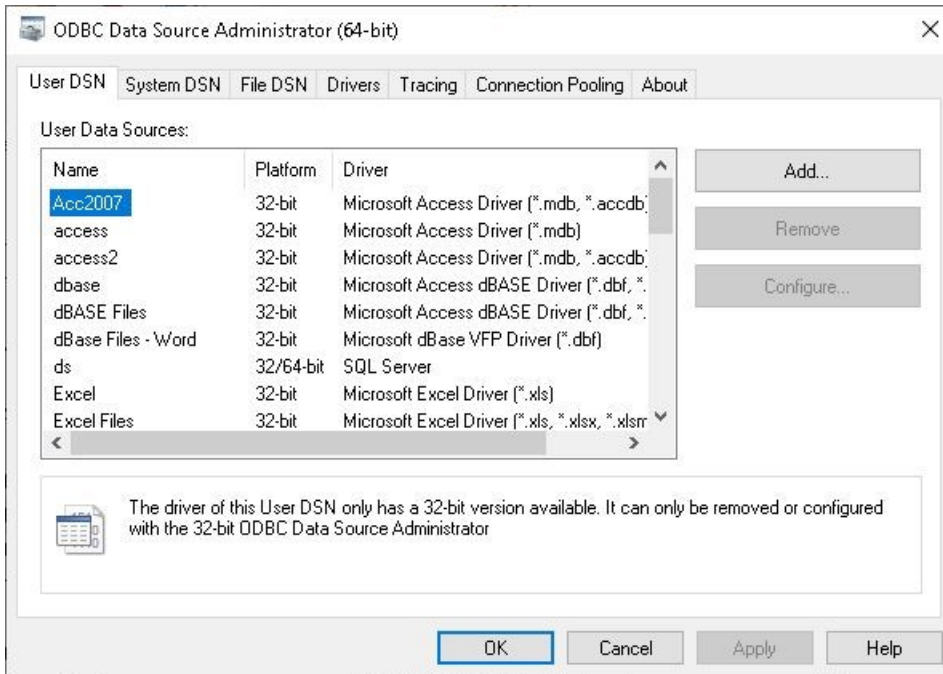 ODBC Data Source Administrator (64-bit)
User DSN System DSN File DSN Drivers Tracing Connection Pooling About
User Data Sources:
Name Platform Driver
Acc2007 32-bit Microsoft Access Driver (*.mdb, *.accdb)
access 32-bit Microsoft Access Driver (*.mdb)
access2 32-bit Microsoft Access Driver (*.mdb, *.accdb)
dbase 32-bit Microsoft Access dBASE Driver (*.dbf, *.
dBASE Files 32-bit Microsoft Access dBASE Driver (*.dbf, *.
dBase Files - Word 32-bit Microsoft dBase VFP Driver (*.dbf)
ds 32/64-bit SQL Server
Excel 32-bit Microsoft Excel Driver (*.xls)
Excel Files 32-bit Microsoft Excel Driver (*.xls, *.xlsx, *.xlsm
Add...
Remove
Configure...
The driver of this User DSN only has a 32-bit version available. It can only be removed or configured
with the 32-bit ODBC Data Source Administrator
OK Cancel Apply Help